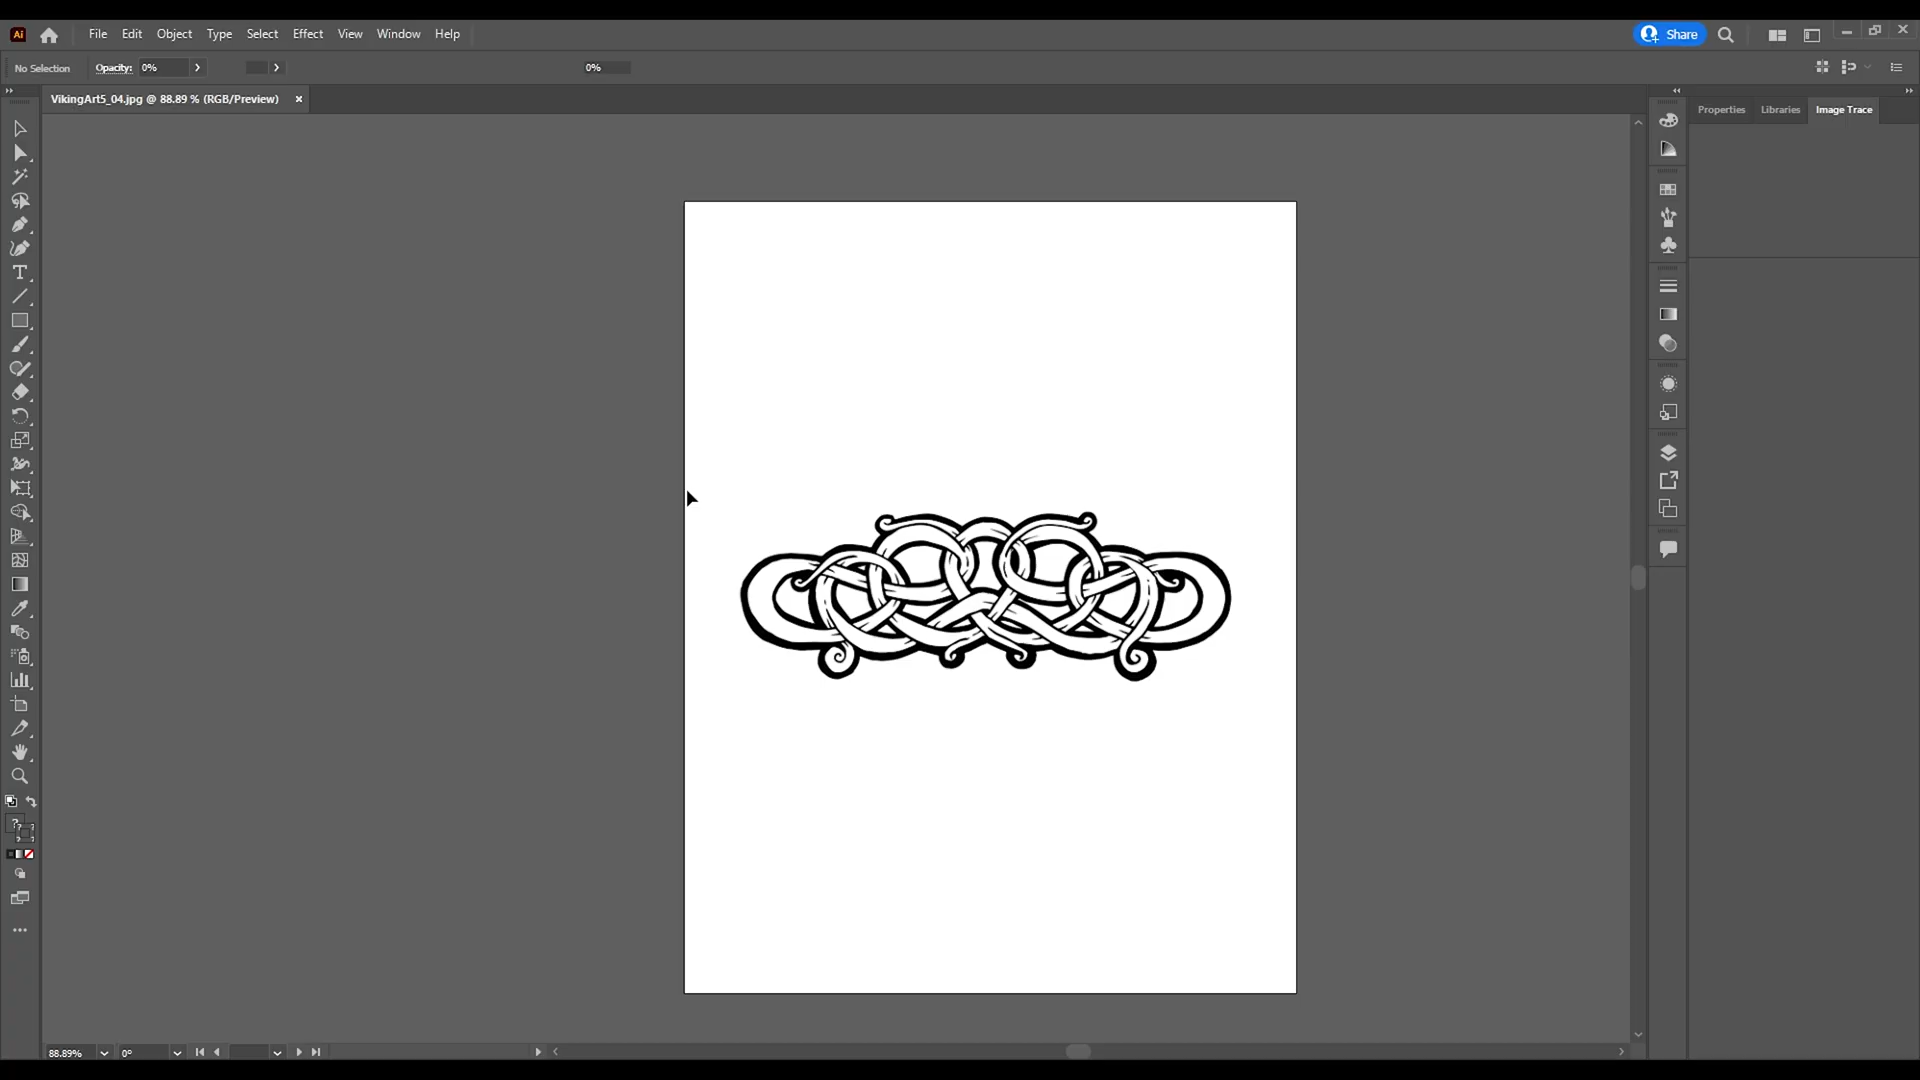 Ai File Edit Object Type Select Effect View Window Help Share
No Selection Opacity: 0% 0%
VikingArt5_04.jpg @ 88.89 % (RGB/Preview) ×
Properties Libraries Image Trace
88.89% 0°